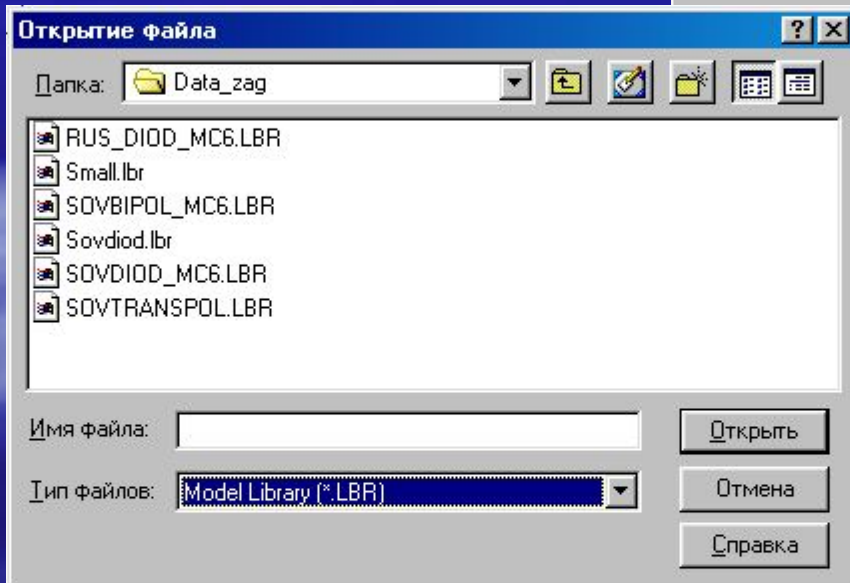 Открытие файла
Папка: Data_zag
RUS_DIOD_MC6.LBR
Small.lbr
SOVBIPOL_MC6.LBR
Sovdiod.lbr
SOVDIOD_MC6.LBR
SOVTRANSPOL.LBR
Имя файла:
Открыть
Тип файлов: Model Library (*.LBR)
Отмена
Справка